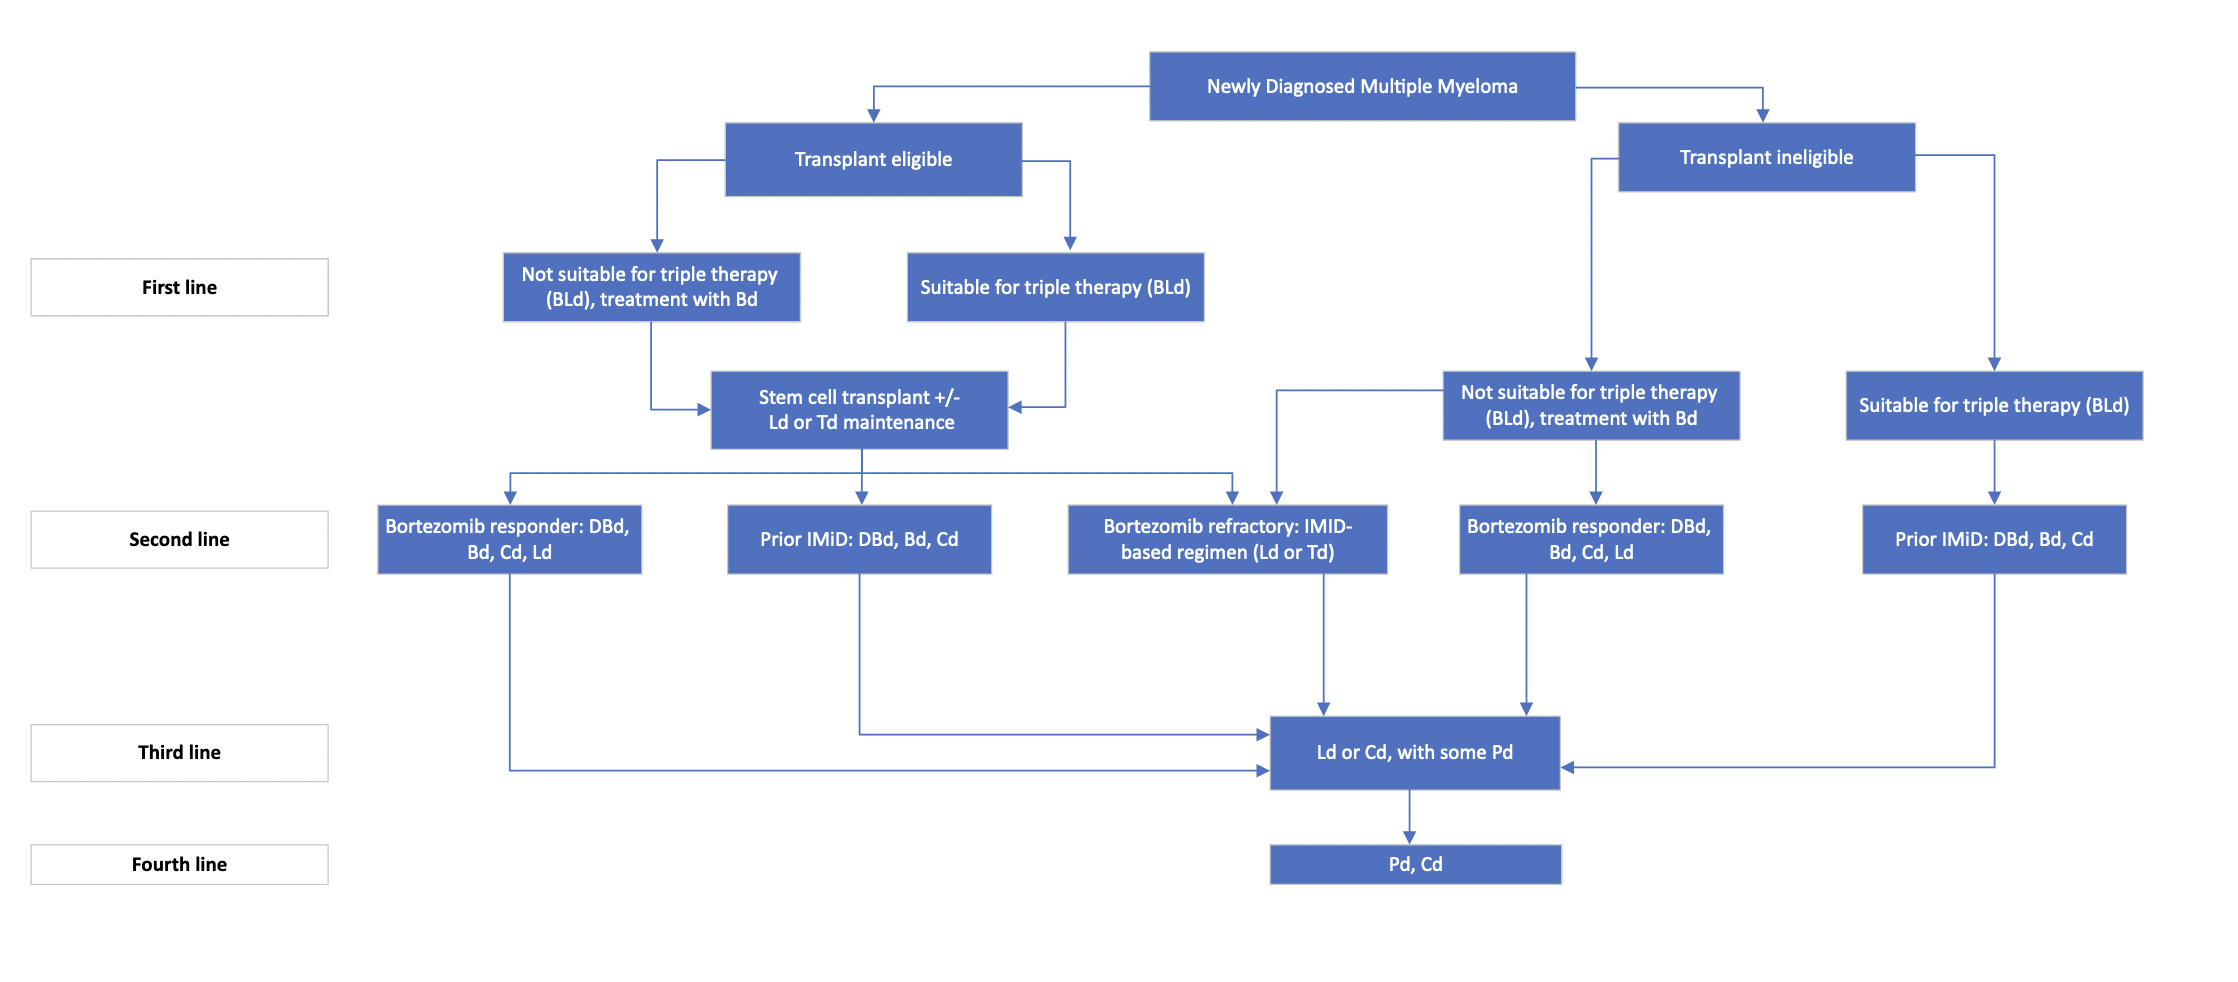 Newly Diagnosed Multiple Myeloma
Transplant eligible
Transplant ineligible
First line
Not suitable for triple therapy
(BLd), treatment with Bd
Suitable for triple therapy (BLd)
Stem cell transplant +/-
Ld or Td maintenance
Not suitable for triple therapy
(BLd), treatment with Bd
Suitable for triple therapy (BLd)
Second line
Bortezomib responder: DBd,
Bd, Cd, Ld
Prior IMiD: DBd, Bd, Cd
Bortezomib refractory: IMID-
based regimen (Ld or Td)
Bortezomib responder: DBd,
Bd, Cd, Ld
Prior IMiD: DBd, Bd, Cd
Third line
Ld or Cd, with some Pd
Fourth line
Pd, Cd